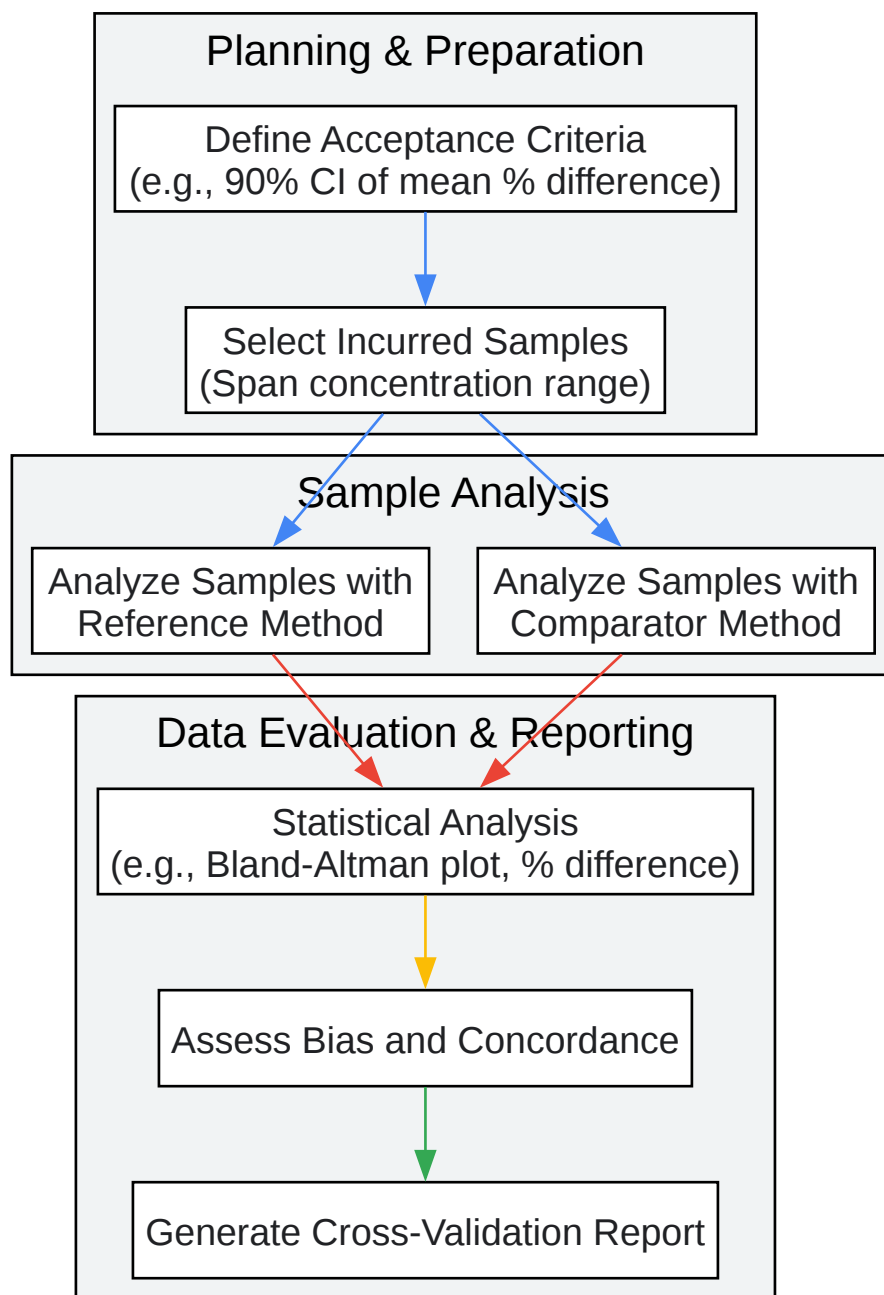 Planning & Preparation
Define Acceptance Criteria
(e.g., 90% CI of mean % difference)
Select Incurred Samples
(Span concentration range)
Sample Analysis
Analyze Samples with
Reference Method
Analyze Samples with
Comparator Method
Data Evaluation & Reporting
Statistical Analysis
(e.g., Bland-Altman plot, % difference)
Assess Bias and Concordance
Generate Cross-Validation Report